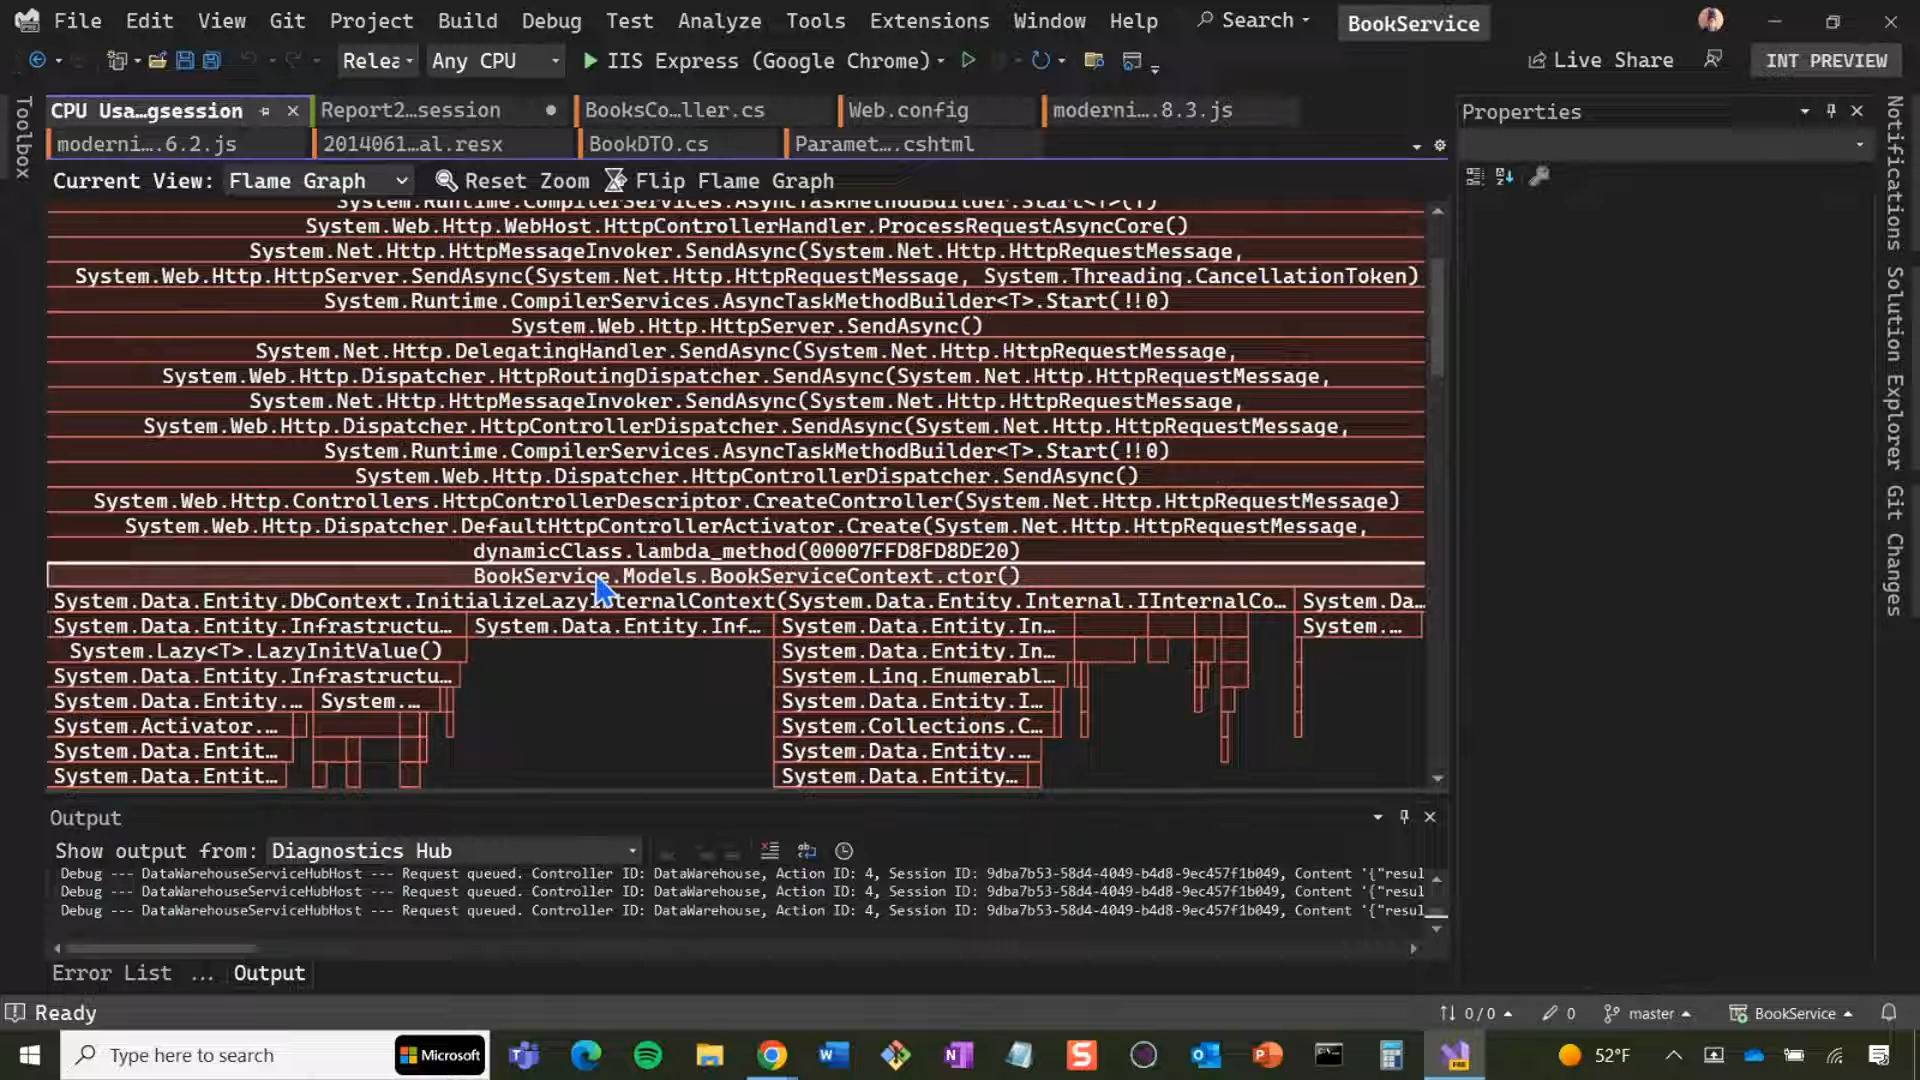 File Edit View Git Project Build Debug Test Analyze Tools Extensions Window Help Search BookService
Relea Any CPU IIS Express (Google Chrome) Live Share INT PREVIEW
Toolbox
CPU Usa…gsession Report2…session BooksCo…ller.cs Web.config moderni….8.3.js
moderni….6.2.js 2014061…al.resx BookDTO.cs Paramet….cshtml
Current View: Flame Graph Reset Zoom Flip Flame Graph
System.Runtime.CompilerServices.AsyncTaskMethodBuilder.Start<T>(T)
System.Web.Http.WebHost.HttpControllerHandler.ProcessRequestAsyncCore()
System.Net.Http.HttpMessageInvoker.SendAsync(System.Net.Http.HttpRequestMessage,
System.Web.Http.HttpServer.SendAsync(System.Net.Http.HttpRequestMessage, System.Threading.CancellationToken)
System.Runtime.CompilerServices.AsyncTaskMethodBuilder<T>.Start(!!0)
System.Web.Http.HttpServer.SendAsync()
System.Net.Http.DelegatingHandler.SendAsync(System.Net.Http.HttpRequestMessage,
System.Web.Http.Dispatcher.HttpRoutingDispatcher.SendAsync(System.Net.Http.HttpRequestMessage,
System.Net.Http.HttpMessageInvoker.SendAsync(System.Net.Http.HttpRequestMessage,
System.Web.Http.Dispatcher.HttpControllerDispatcher.SendAsync(System.Net.Http.HttpRequestMessage,
System.Runtime.CompilerServices.AsyncTaskMethodBuilder<T>.Start(!!0)
System.Web.Http.Dispatcher.HttpControllerDispatcher.SendAsync()
System.Web.Http.Controllers.HttpControllerDescriptor.CreateController(System.Net.Http.HttpRequestMessage)
System.Web.Http.Dispatcher.DefaultHttpControllerActivator.Create(System.Net.Http.HttpRequestMessage,
dynamicClass.lambda_method(00007FFD8FD8DE20)
BookService.Models.BookServiceContext.ctor()
System.Data.Entity.DbContext.InitializeLazyInternalContext(System.Data.Entity.Internal.IInternalCo… System.Da…
System.Data.Entity.Infrastructu… System.Data.Entity.Inf… System.Data.Entity.In… System.…
System.Lazy<T>.LazyInitValue() System.Data.Entity.In…
System.Data.Entity.Infrastructu… System.Linq.Enumerabl…
System.Data.Entity.… System.… System.Data.Entity.I…
System.Activator.… System.Collections.C…
System.Data.Entit… System.Data.Entity.…
System.Data.Entit… System.Data.Entity…
Properties
Notifications
Solution Explorer
Git Changes
Output
Show output from: Diagnostics Hub
Debug --- DataWarehouseServiceHubHost --- Request queued. Controller ID: DataWarehouse, Action ID: 4, Session ID: 9dba7b53-58d4-4049-b4d8-9ec457f1b049, Content '{"resul
Debug --- DataWarehouseServiceHubHost --- Request queued. Controller ID: DataWarehouse, Action ID: 4, Session ID: 9dba7b53-58d4-4049-b4d8-9ec457f1b049, Content '{"resul
Debug --- DataWarehouseServiceHubHost --- Request queued. Controller ID: DataWarehouse, Action ID: 4, Session ID: 9dba7b53-58d4-4049-b4d8-9ec457f1b049, Content '{"resul
Error List ... Output
Ready 0/0 0 master BookService
Type here to search Microsoft 52°F